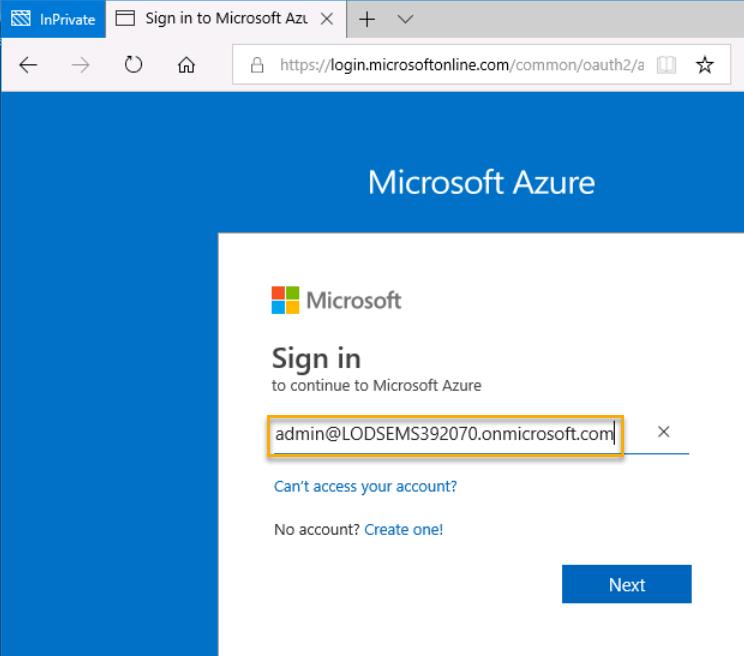 InPrivate
Sign in to Microsoft Azu
https://login.microsoftonline.com/common/oauth2/a
Microsoft Azure
Microsoft
Sign in
to continue to Microsoft Azure
admin@LODSEMS392070.onmicrosoft.com
Can't access your account?
No account? Create one!
Next